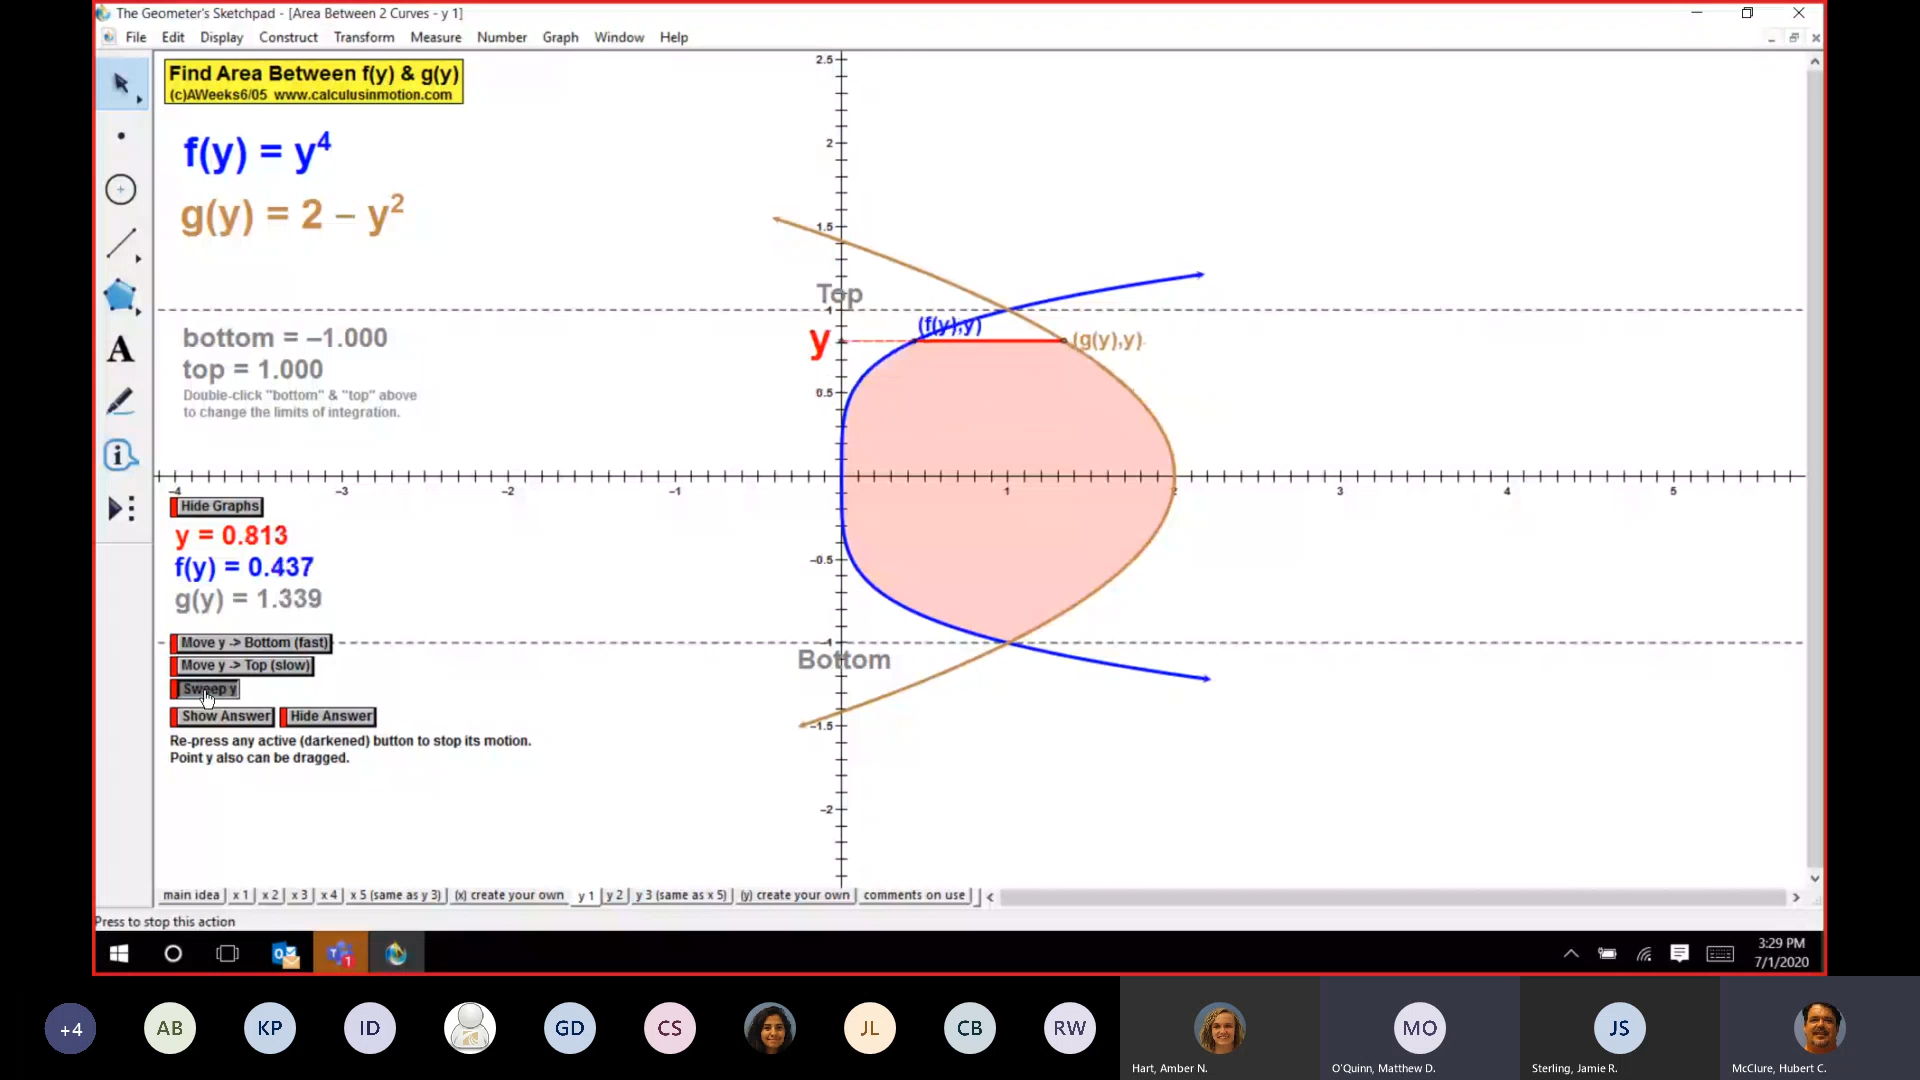 The Geometer's Sketchpad - [Area Between 2 Curves - y 1]
File Edit Display Construct Transform Measure Number Graph Window Help
Find Area Between f(y) & g(y)
(c)AWeeks6/05 www.calculusinmotion.com
f(y) = y⁴
g(y) = 2 – y²
bottom = –1.000
top = 1.000
Double-click "bottom" & "top" above
to change the limits of integration.
2.5
2
1.5
Top
1
(f(y),y)
y
(g(y),y)
0.5
-4 -3 -2 -1 1 2 3 4 5
-0.5
-1
Bottom
-1.5
-2
Hide Graphs
y = 0.813
f(y) = 0.437
g(y) = 1.339
Move y -> Bottom (fast)
Move y -> Top (slow)
Sweep y
Show Answer Hide Answer
Re-press any active (darkened) button to stop its motion.
Point y also can be dragged.
main idea x 1 x 2 x 3 x 4 x 5 (same as y 3) (x) create your own y 1 y 2 y 3 (same as x 5) (y) create your own comments on use
Press to stop this action
3:29 PM
7/1/2020
+4 AB KP ID GD CS JL CB RW MO JS
Hart, Amber N. O'Quinn, Matthew D. Sterling, Jamie R. McClure, Hubert C.